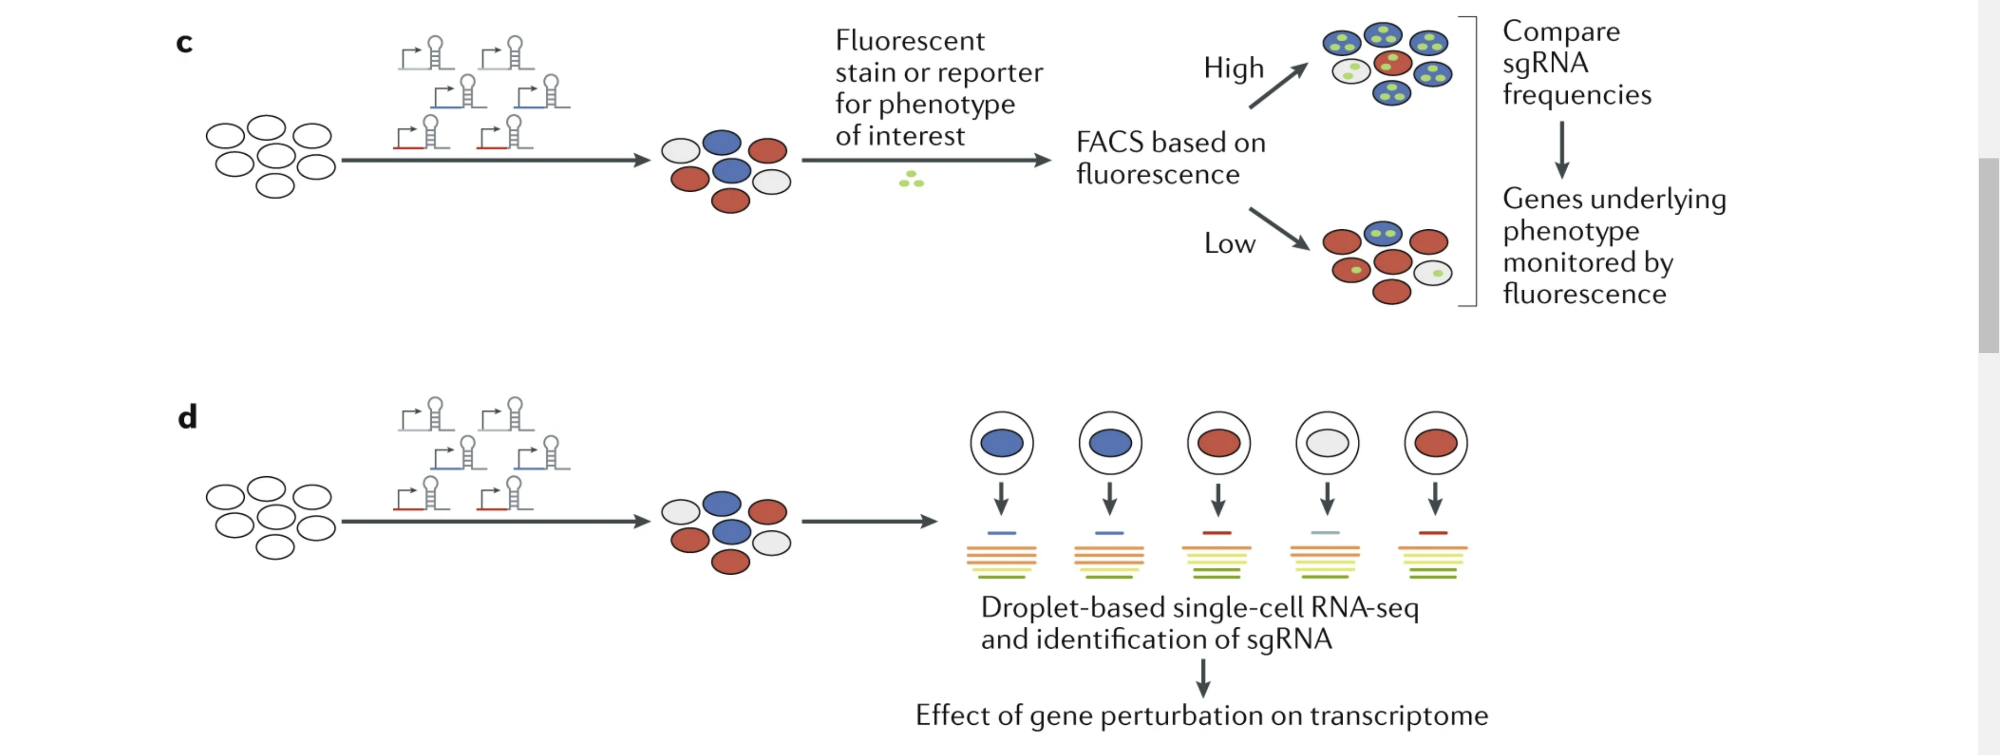 c
Fluorescent
stain or reporter
for phenotype
of interest
FACS based on
fluorescence
High
Low
Compare
sgRNA
frequencies
Genes underlying
phenotype
monitored by
fluorescence
d
Droplet-based single-cell RNA-seq
and identification of sgRNA
Effect of gene perturbation on transcriptome